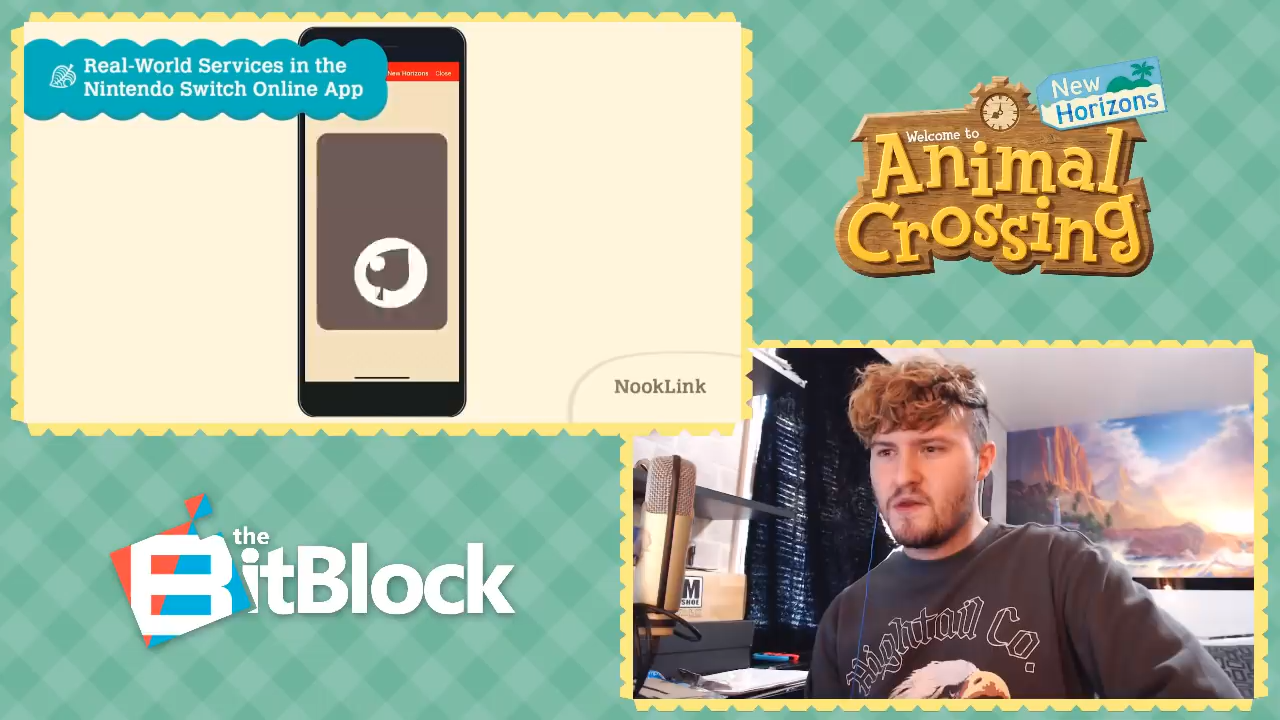 Real-World Services in the
Nintendo Switch Online App
New Horizons Close
NookLink
New
Horizons
Welcome to
Animal
Crossing
the
BitBlock
M
SHOE
Hightail Co.